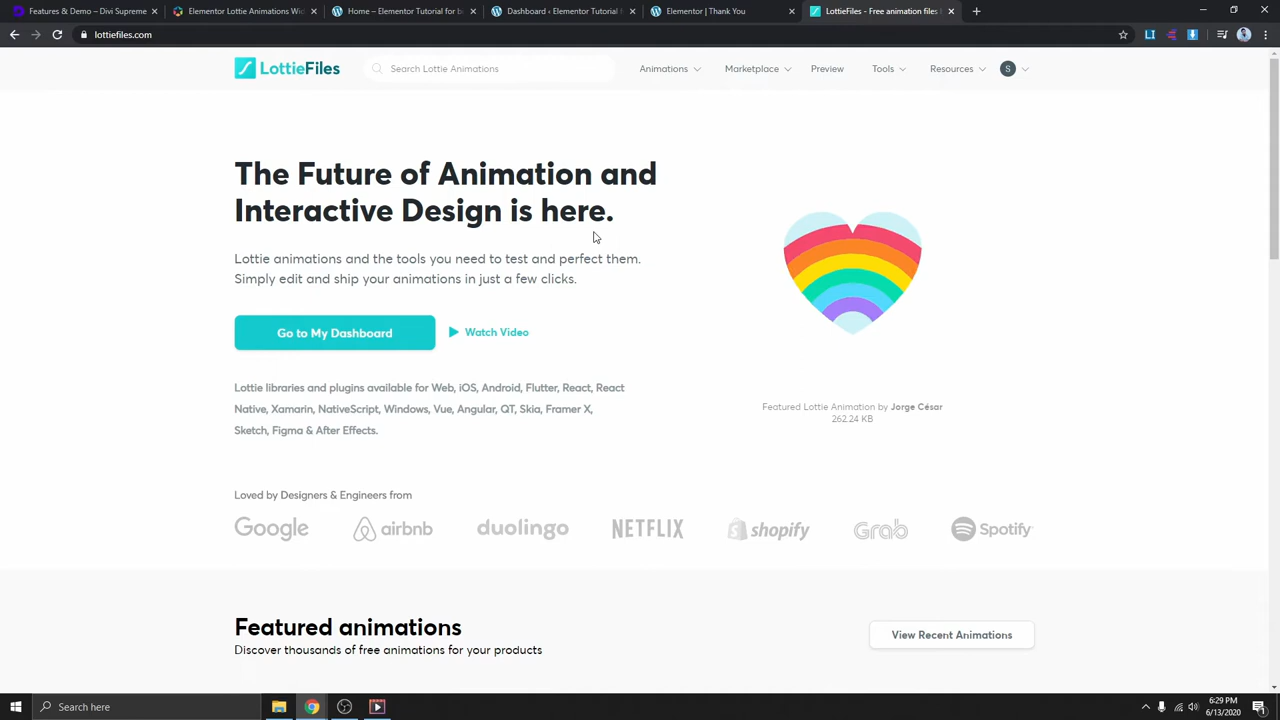 Features & Demo – Divi Supreme
Elementor Lottie Animations Wid
Home – Elementor Tutorial for b
Dashboard ‹ Elementor Tutorial
Elementor | Thank You
LottieFiles - Free animation files
lottiefiles.com
LottieFiles
Search Lottie Animations
Animations
Marketplace
Preview
Tools
Resources
S
The Future of Animation and
Interactive Design is here.
Lottie animations and the tools you need to test and perfect them.
Simply edit and ship your animations in just a few clicks.
Go to My Dashboard
Watch Video
Lottie libraries and plugins available for Web, iOS, Android, Flutter, React, React
Native, Xamarin, NativeScript, Windows, Vue, Angular, QT, Skia, Framer X,
Sketch, Figma & After Effects.
Featured Lottie Animation by Jorge César
262.24 KB
Loved by Designers & Engineers from
Google
airbnb
duolingo
NETFLIX
shopify
Grab
Spotify
Featured animations
Discover thousands of free animations for your products
View Recent Animations
Search here
6:29 PM
6/13/2020